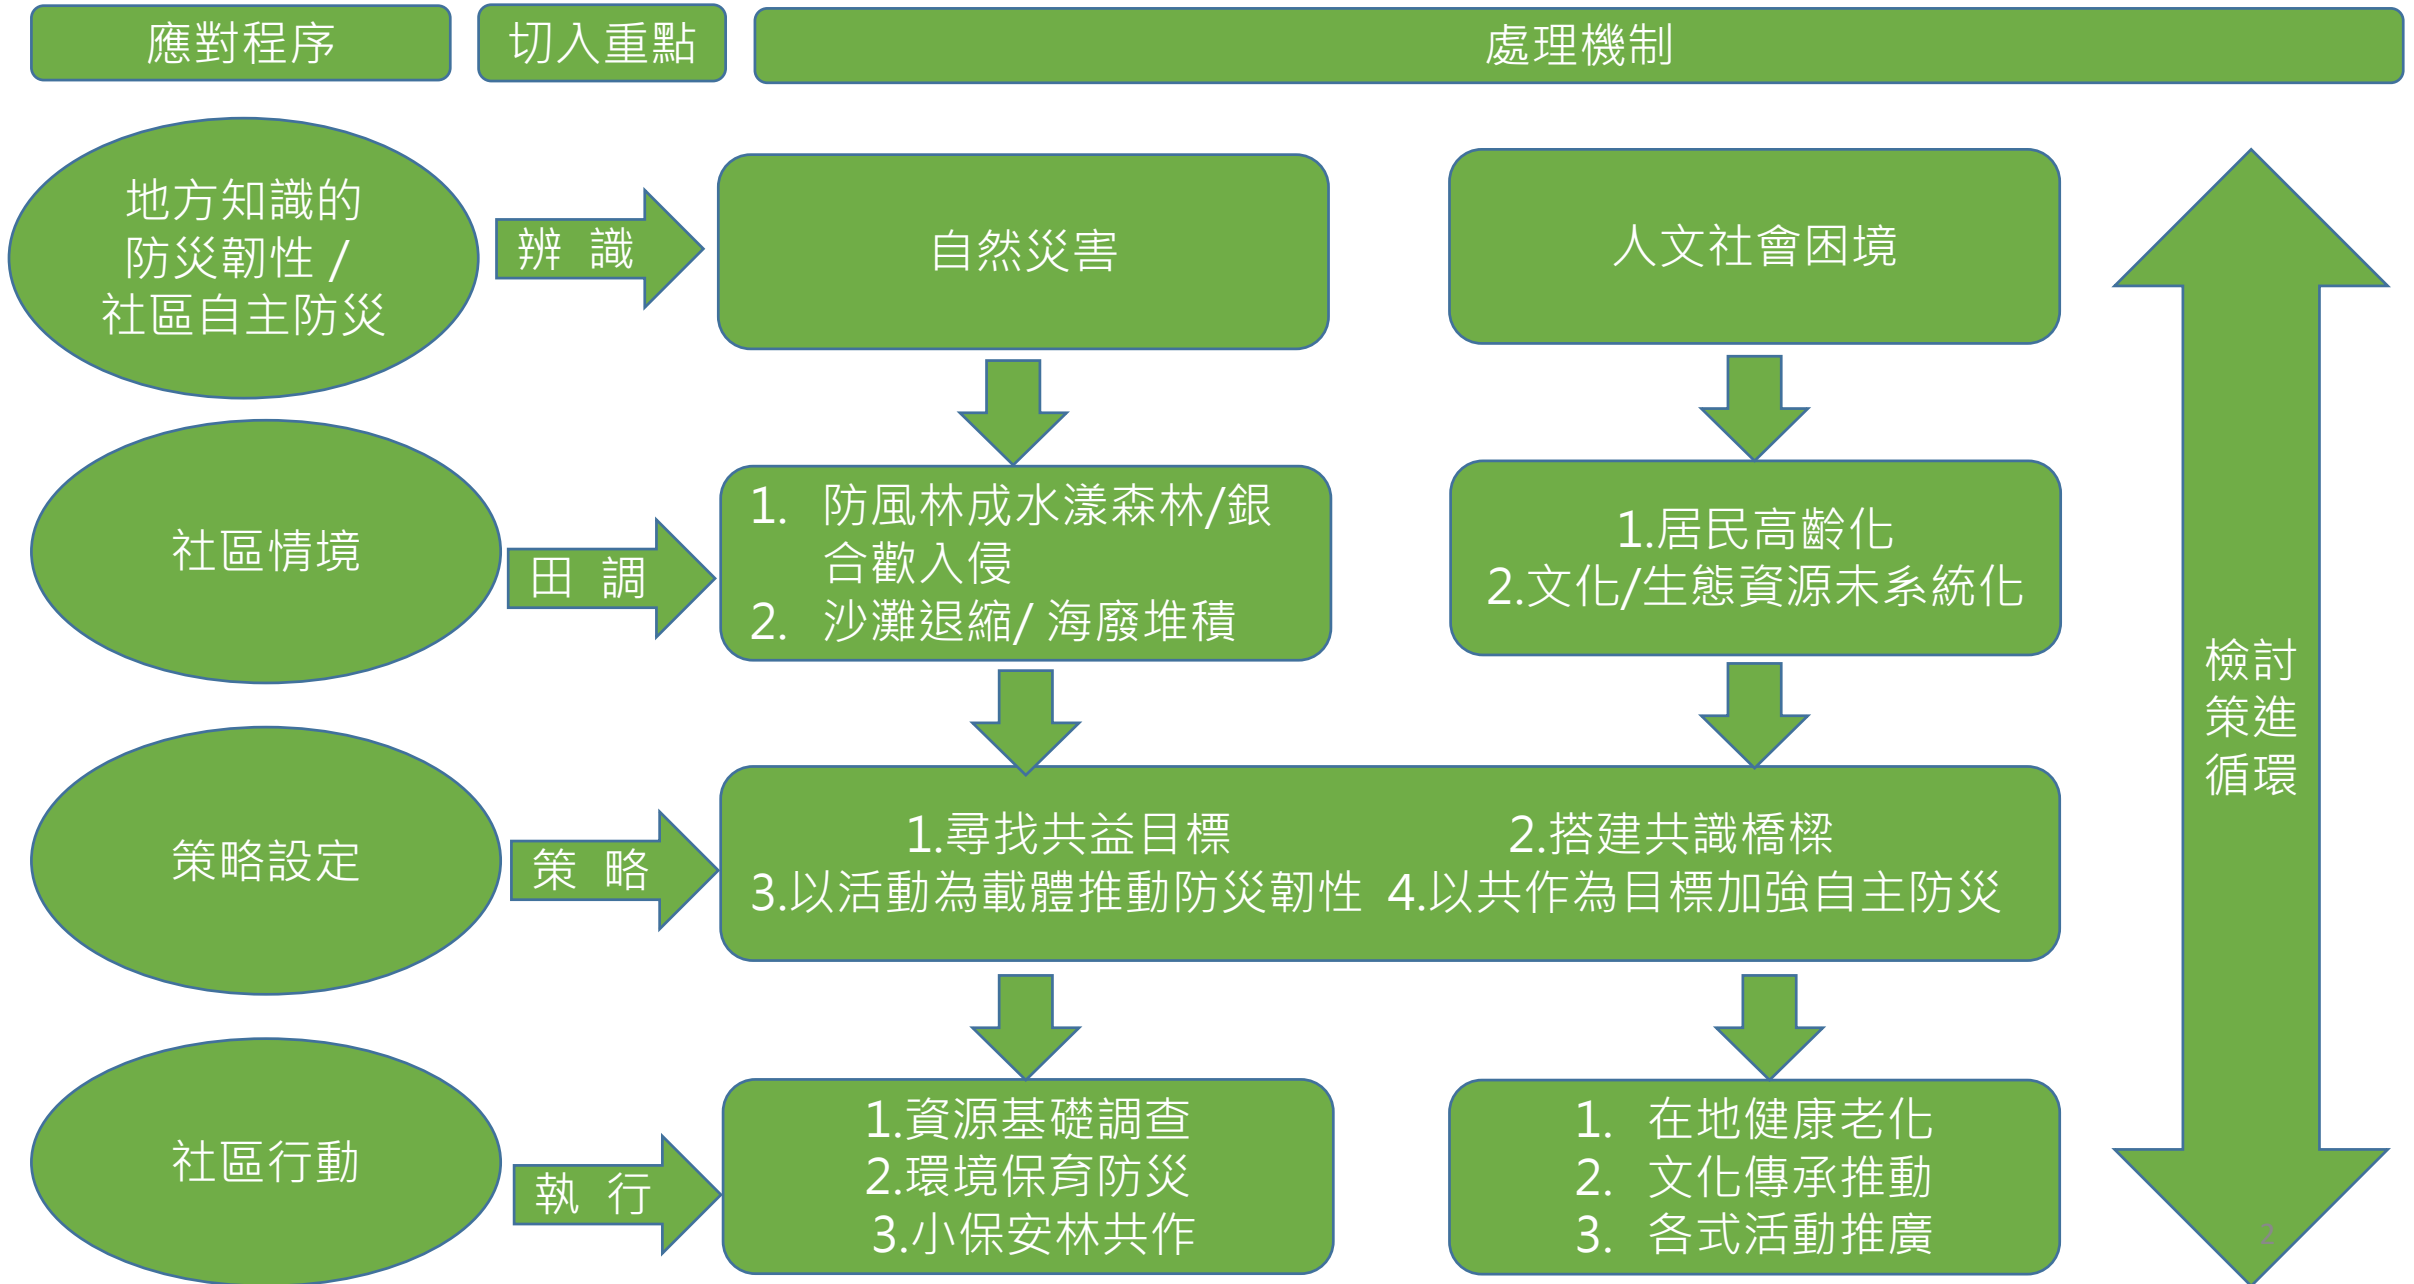 應對程序
切入重點
處理機制
地方知識的
防災韌性 /
社區自主防災
辨 識
自然災害
人文社會困境
社區情境
田 調
1. 防風林成水漾森林/銀
合歡入侵
2. 沙灘退縮/ 海廢堆積
1.居民高齡化
2.文化/生態資源未系統化
策略設定
策 略
1.尋找共益目標 2.搭建共識橋樑
3.以活動為載體推動防災韌性 4.以共作為目標加強自主防災
社區行動
執 行
1.資源基礎調查
2.環境保育防災
3.小保安林共作
1. 在地健康老化
2. 文化傳承推動
3. 各式活動推廣
檢討
策進
循環
2